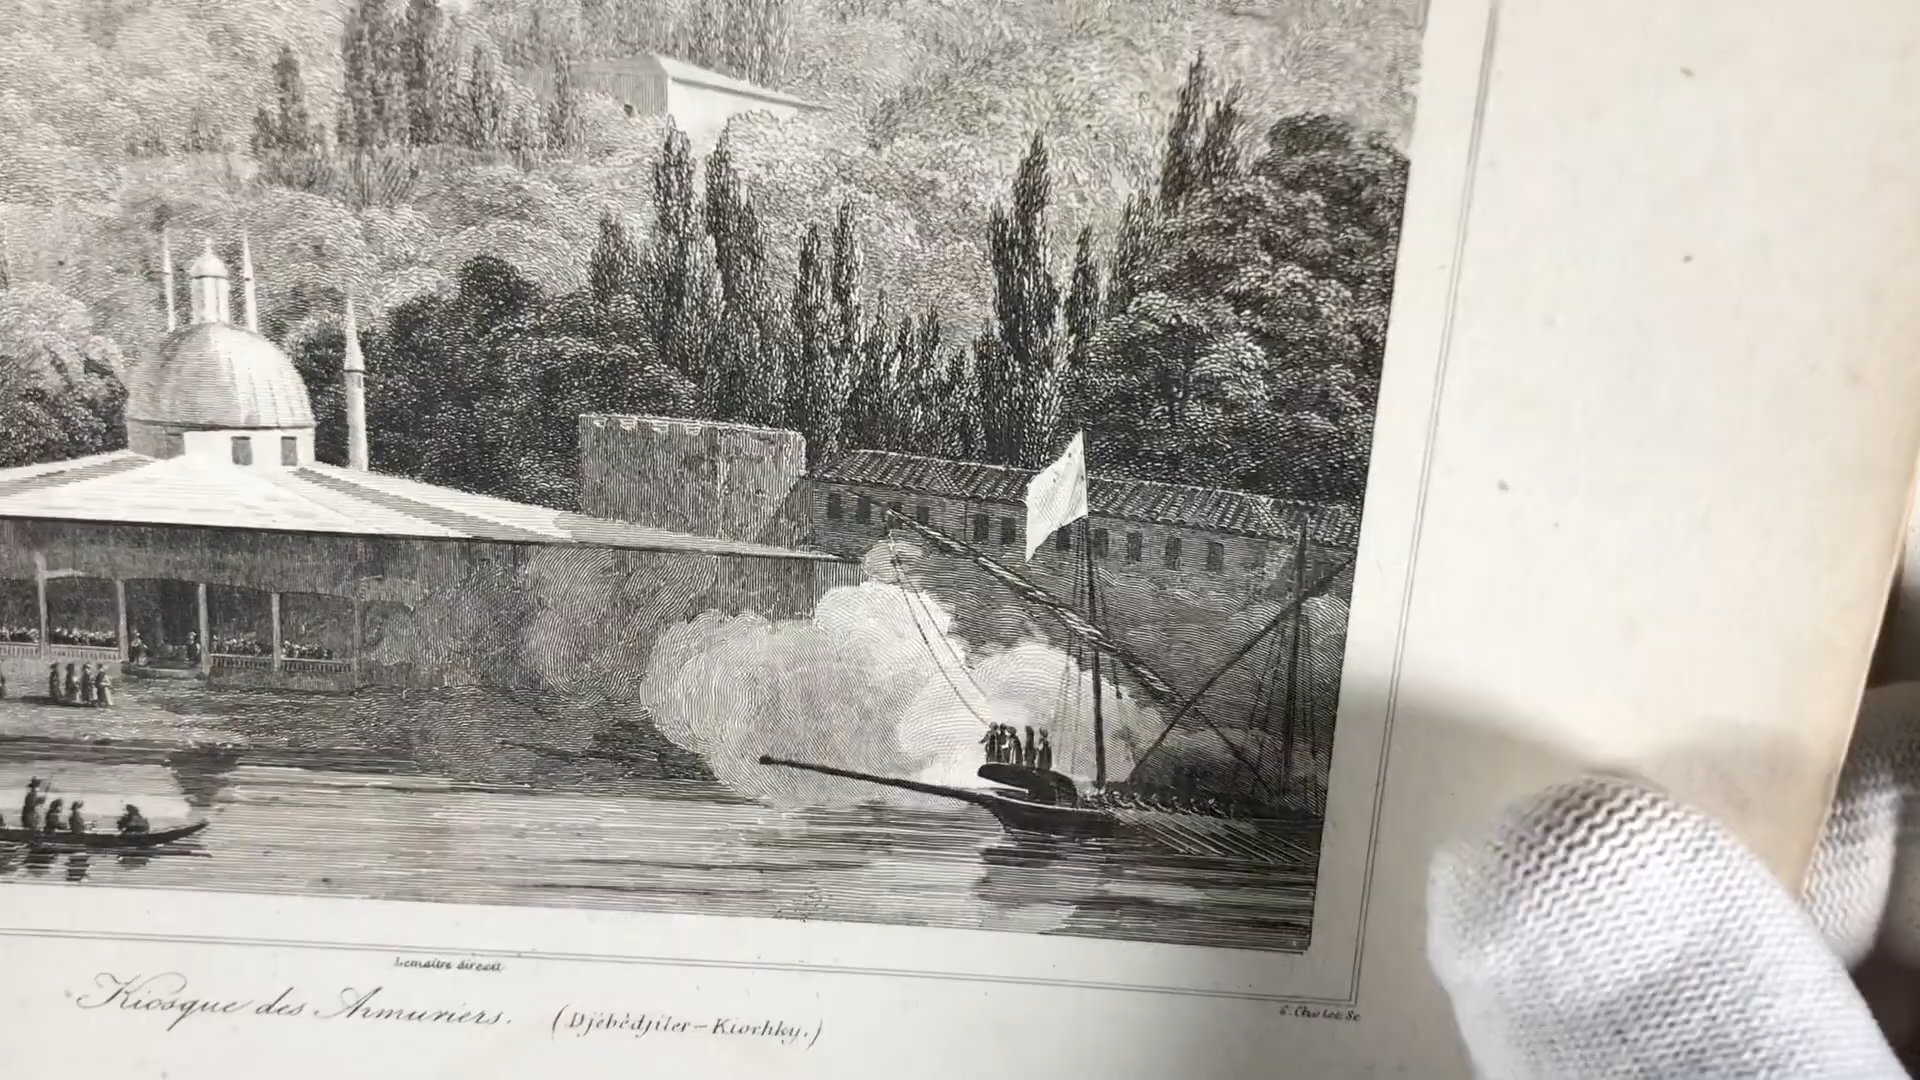 Lemaitre direxit
Kiosque des Armuriers. (Djèbèdjiler-Kiochky.)